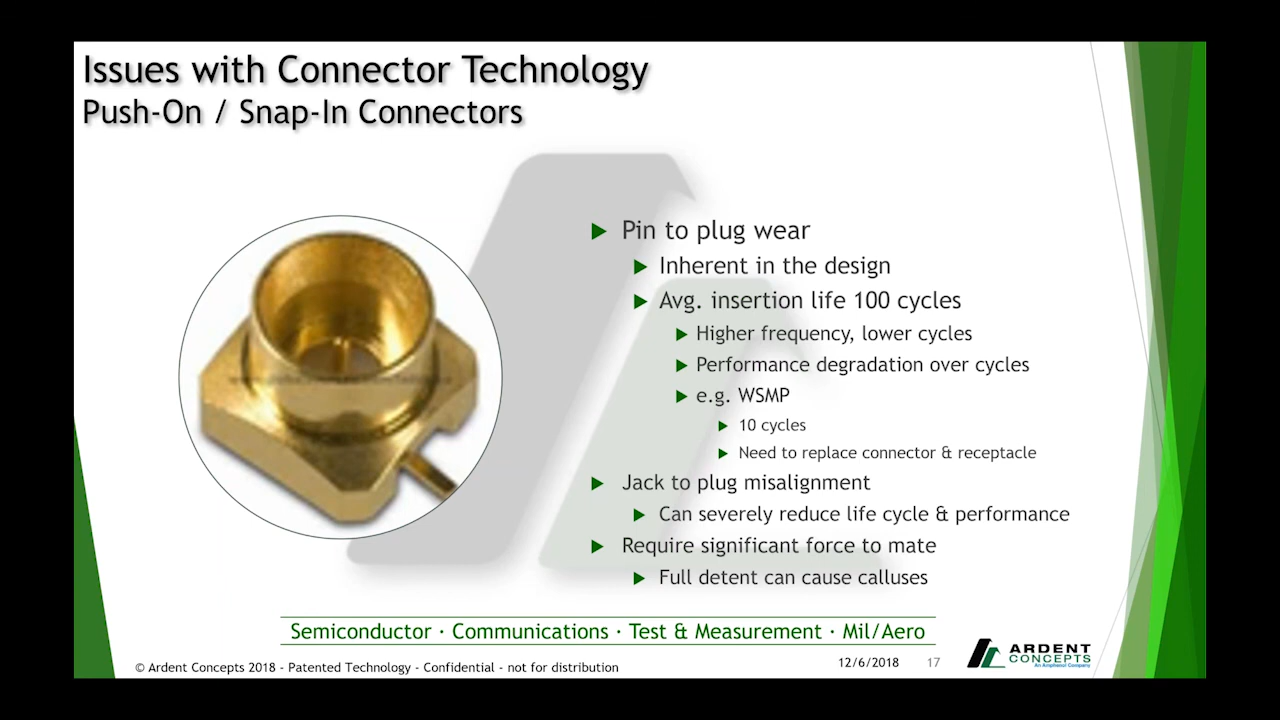 Issues with Connector Technology
Push-On / Snap-In Connectors
Pin to plug wear
Inherent in the design
Avg. insertion life 100 cycles
Higher frequency, lower cycles
Performance degradation over cycles
e.g. WSMP
10 cycles
Need to replace connector & receptacle
Jack to plug misalignment
Can severely reduce life cycle & performance
Require significant force to mate
Full detent can cause calluses
Semiconductor · Communications · Test & Measurement · Mil/Aero
© Ardent Concepts 2018 - Patented Technology - Confidential - not for distribution
12/6/2018 17
ARDENT
CONCEPTS
An Amphenol Company